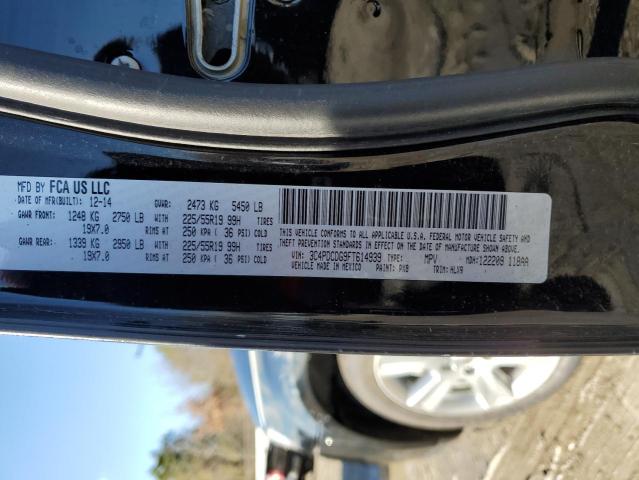 MFD BY FCA US LLC
DATE OF MFR(BUILT): 12-14 GVWR: 2473 KG 5450 LB
GAWR FRONT: 1248 KG 2750 LB WITH 225/55R19 99H TIRES
19X7.0 RIMS AT 250 KPA ( 36 PSI) COLD
GAWR REAR: 1339 KG 2950 LB WITH 225/55R19 99H TIRES
19X7.0 RIMS AT 250 KPA ( 36 PSI) COLD
THIS VEHICLE CONFORMS TO ALL APPLICABLE U.S.A. FEDERAL MOTOR VEHICLE SAFETY, BUMPER AND
THEFT PREVENTION STANDARDS IN EFFECT ON THE DATE OF MANUFACTURE SHOWN ABOVE.
VIN: 3C4PDCDG9FT614939 TYPE: MPV MDH: 122209 118AA
MADE IN MEXICO PAINT: PX8 TRIM: HLX9